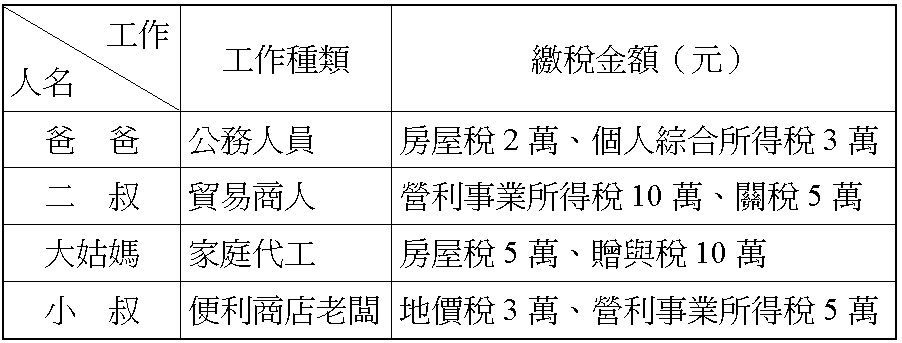 工作
人名
工作種類
繳稅金額（元）
爸　爸
公務人員
房屋稅 2 萬、個人綜合所得稅 3 萬
二　叔
貿易商人
營利事業所得稅 10 萬、關稅 5 萬
大姑媽
家庭代工
房屋稅 5 萬、贈與稅 10 萬
小　叔
便利商店老闆
地價稅 3 萬、營利事業所得稅 5 萬